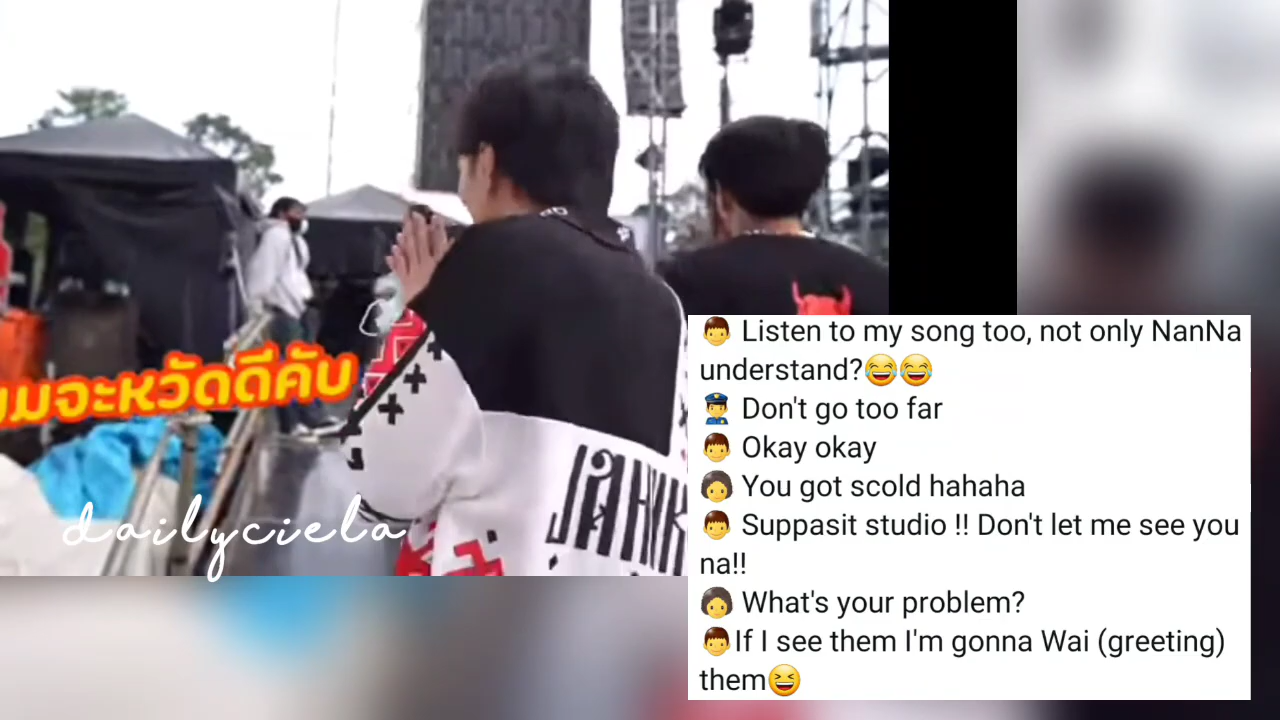 ผมจะหวัดดีคับ
dailyciela
👦 Listen to my song too, not only NanNa
understand?😂😂
👮 Don't go too far
👦 Okay okay
🧑 You got scold hahaha
👦 Suppasit studio !! Don't let me see you
na!!
🧑 What's your problem?
👦If I see them I'm gonna Wai (greeting)
them😆